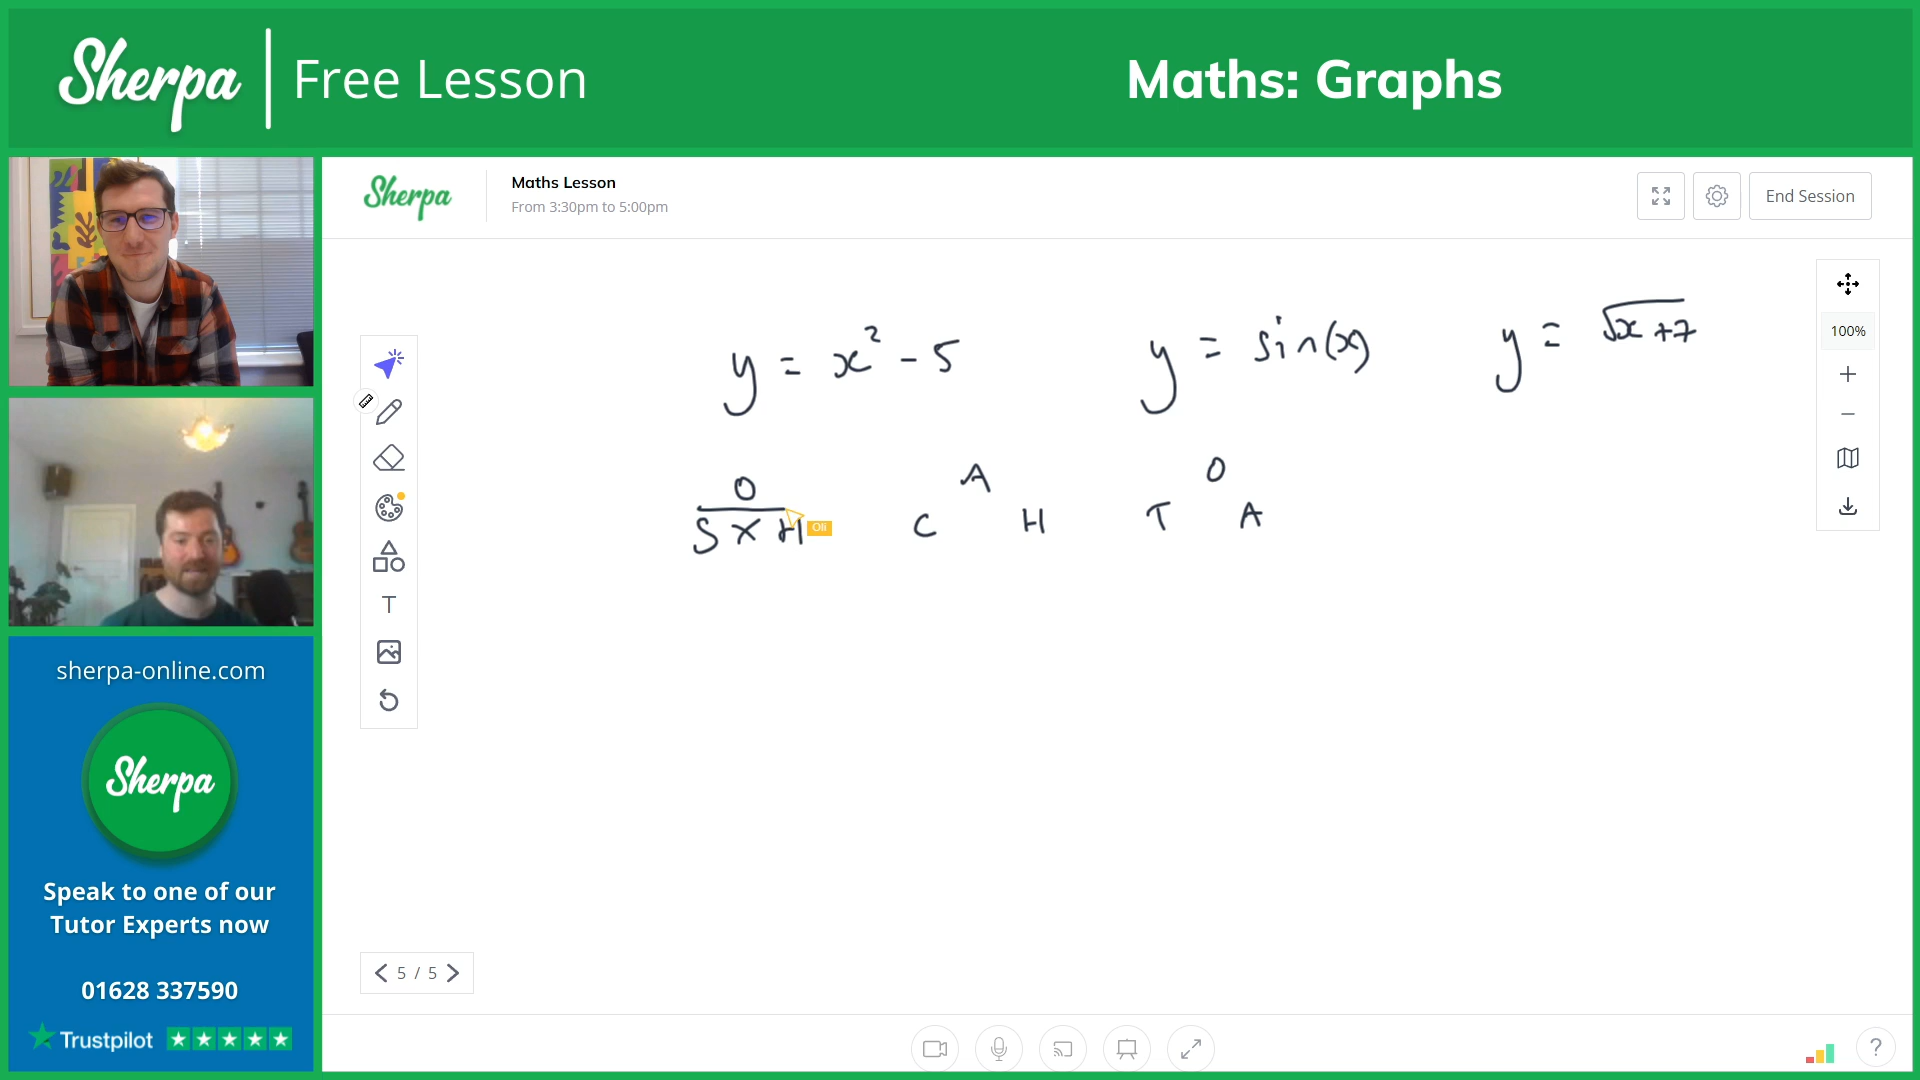 Sherpa | Free Lesson
Maths: Graphs
Sherpa
Maths Lesson
From 3:30pm to 5:00pm
End Session
100%
y = x² - 5
y = sin(x)
y = √x +7
O
A
O
S X H
C H
T A
Oli
T
5 / 5
?
sherpa-online.com
Sherpa
Speak to one of our
Tutor Experts now
01628 337590
Trustpilot